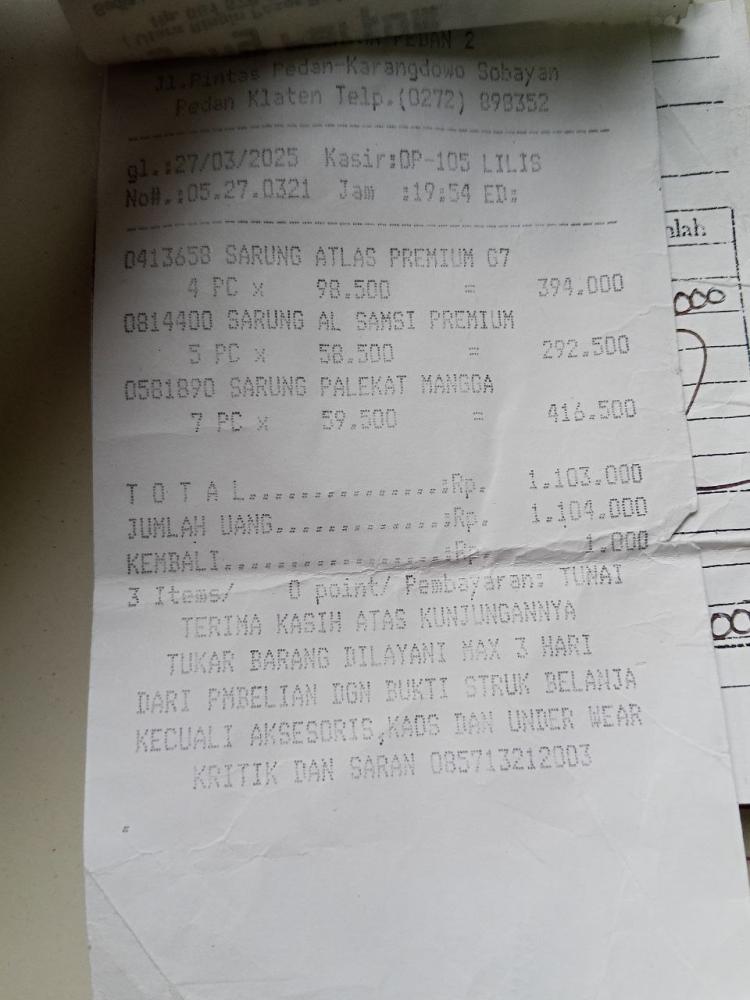 PEDAN 2
Jl.Pintas Pedan-Karangdowo Sobayan
Pedan Klaten Telp.(0272) 898352
gl.:27/03/2025 Kasir:DP-105 LILIS
No#.:05.27.0321 Jam :19:54 ED:
0413658 SARUNG ATLAS PREMIUM G7
4 PC x 98.500 = 394.000
0814400 SARUNG AL SAMSI PREMIUM
5 PC x 58.500 = 292.500
0581890 SARUNG PALEKAT MANGGA
7 PC x 59.500 = 416.500
T O T A L...............:Rp. 1.103.000
JUMLAH UANG.............:Rp. 1.104.000
KEMBALI.................:Rp. 1.000
3 Items/ 0 point/ Pembayaran: TUNAI
TERIMA KASIH ATAS KUNJUNGANNYA
TUKAR BARANG DILAYANI MAX 3 HARI
DARI PMBELIAN DGN BUKTI STRUK BELANJA
KECUALI AKSESORIS,KAOS DAN UNDER WEAR
KRITIK DAN SARAN 085713212003